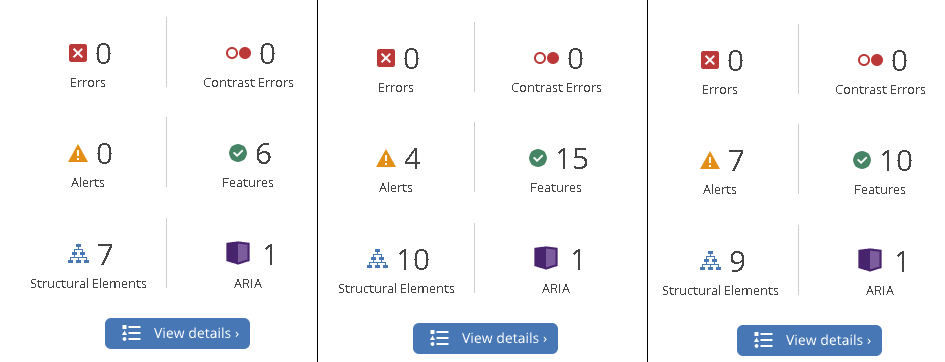 0 0
Errors Contrast Errors
0 6
Alerts Features
7 1
Structural Elements ARIA
View details ›
0 0
Errors Contrast Errors
4 15
Alerts Features
10 1
Structural Elements ARIA
View details ›
0 0
Errors Contrast Errors
7 10
Alerts Features
9 1
Structural Elements ARIA
View details ›